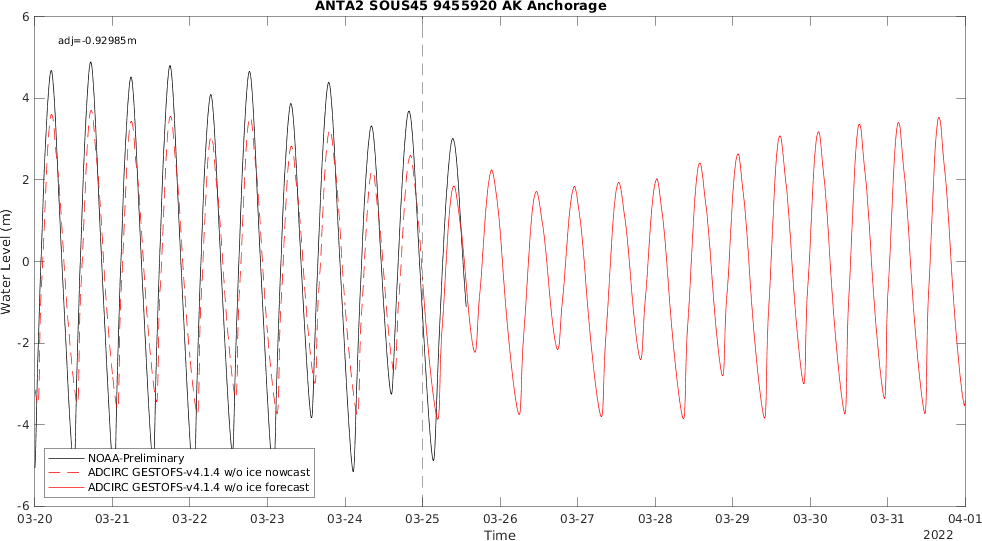 ANTA2 SOUS45 9455920 AK Anchorage
adj=-0.92985m
Water Level (m)
6
4
2
0
-2
-4
-6
NOAA-Preliminary
ADCIRC GESTOFS-v4.1.4 w/o ice nowcast
ADCIRC GESTOFS-v4.1.4 w/o ice forecast
03-20 03-21 03-22 03-23 03-24 03-25 03-26 03-27 03-28 03-29 03-30 03-31 04-01
Time
2022